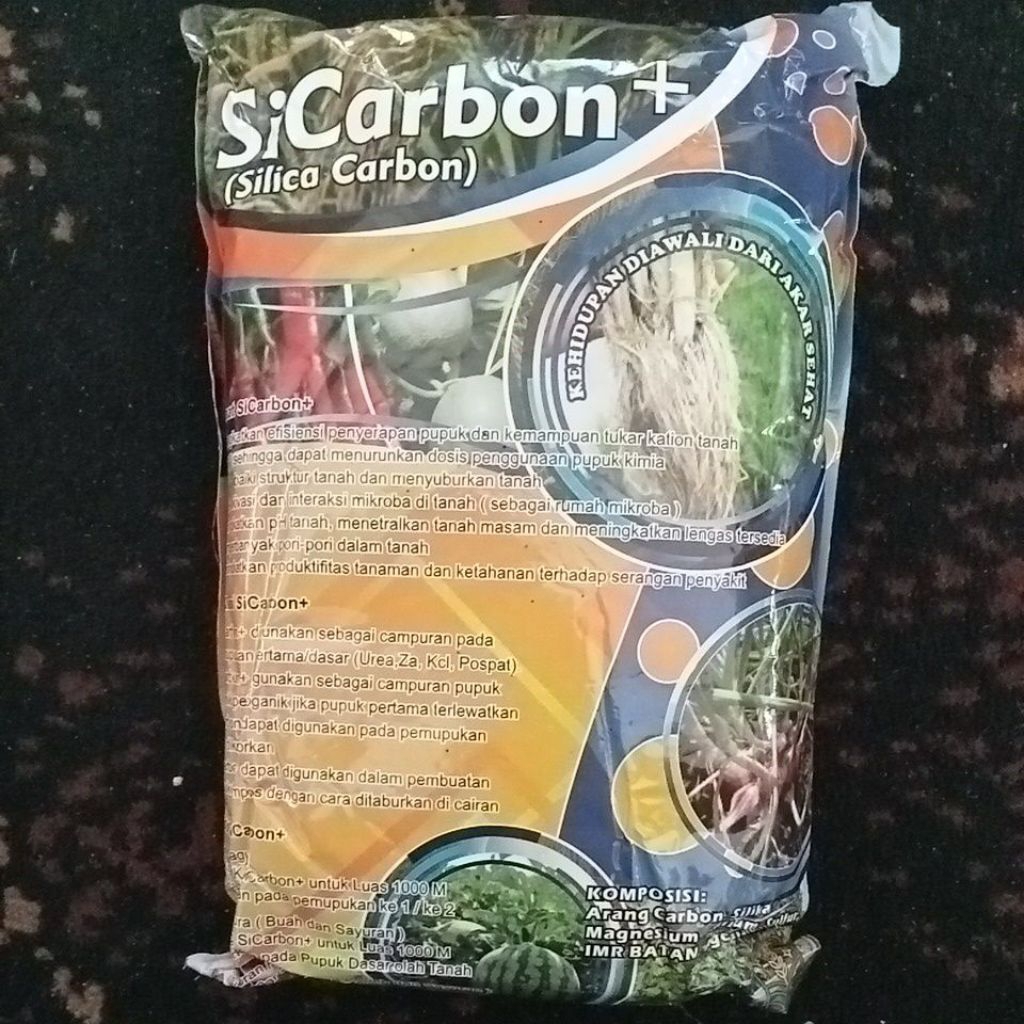 SiCarbon+
(Silica Carbon)
KEHIDUPAN DIAWALI DARI AKAR SEHAT
SiCarbon+
efisiensi penyerapan pupuk dan kemampuan tukar kation tanah
sehingga dapat menurunkan dosis penggunaan pupuk kimia
struktur tanah dan menyuburkan tanah
dan interaksi mikroba di tanah ( sebagai rumah mikroba )
pH tanah, menetralkan tanah masam dan meningkatkan lengas tersedia
pori-pori dalam tanah
produktifitas tanaman dan ketahanan terhadap serangan penyakit
SiCabon+
digunakan sebagai campuran pada
(Urea,Za, Kcl, Pospat)
gunakan sebagai campuran pupuk
jika pupuk pertama terlewatkan
dapat digunakan pada pemupukan
dapat digunakan dalam pembuatan
dengan cara ditaburkan di cairan
untuk Luas 1000 M
pada pemupukan ke 1 / ke 2
( Buah dan Sayuran )
SiCarbon+ untuk Luas 1000 M
pada Pupuk Dasar olah Tanah
KOMPOSISI:
Arang Carbon, Silika
Magnesium
IMR BATAN